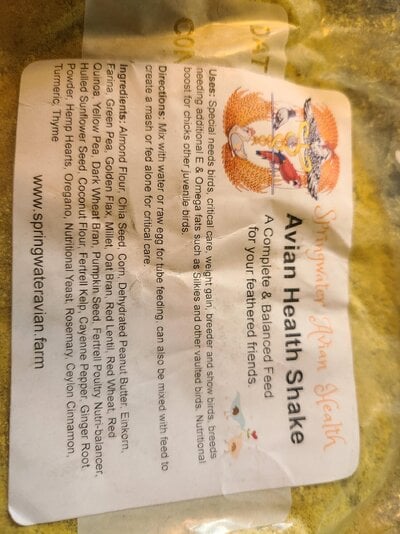 Springwater Avian Health
Avian Health Shake
A Complete & Balanced Feed
for your feathered friends.
Uses: Special needs birds, critical care, weight gain, breeder and show birds, breeds
needing additional E & Omega fats such as Silkies and other vaulted birds. Nutritional
boost for chicks other juvenile birds.
Directions: Mix with water or raw egg for tube feeding, can also be mixed with feed to
create a mash or fed alone for critical care.
Ingredients: Almond Flour, Chia Seed, Corn, Dehydrated Peanut Butter, Einkorn,
Farina, Green Pea, Golden Flax, Millet, Oat Bran, Red Lentil, Red Wheat, Red
Quinoa, Yellow Pea, Dark Wheat Bran, Pumpkin Seed, Fertrell Poultry Nutri-balancer,
Hulled Sunflower Seed, Coconut Flour, Fertrell Kelp, Cayenne Pepper, Ginger Root
Powder, Hemp Hearts, Oregano, Nutritional Yeast, Rosemary, Ceylon Cinnamon,
Turmeric, Thyme
www.springwateravian.farm